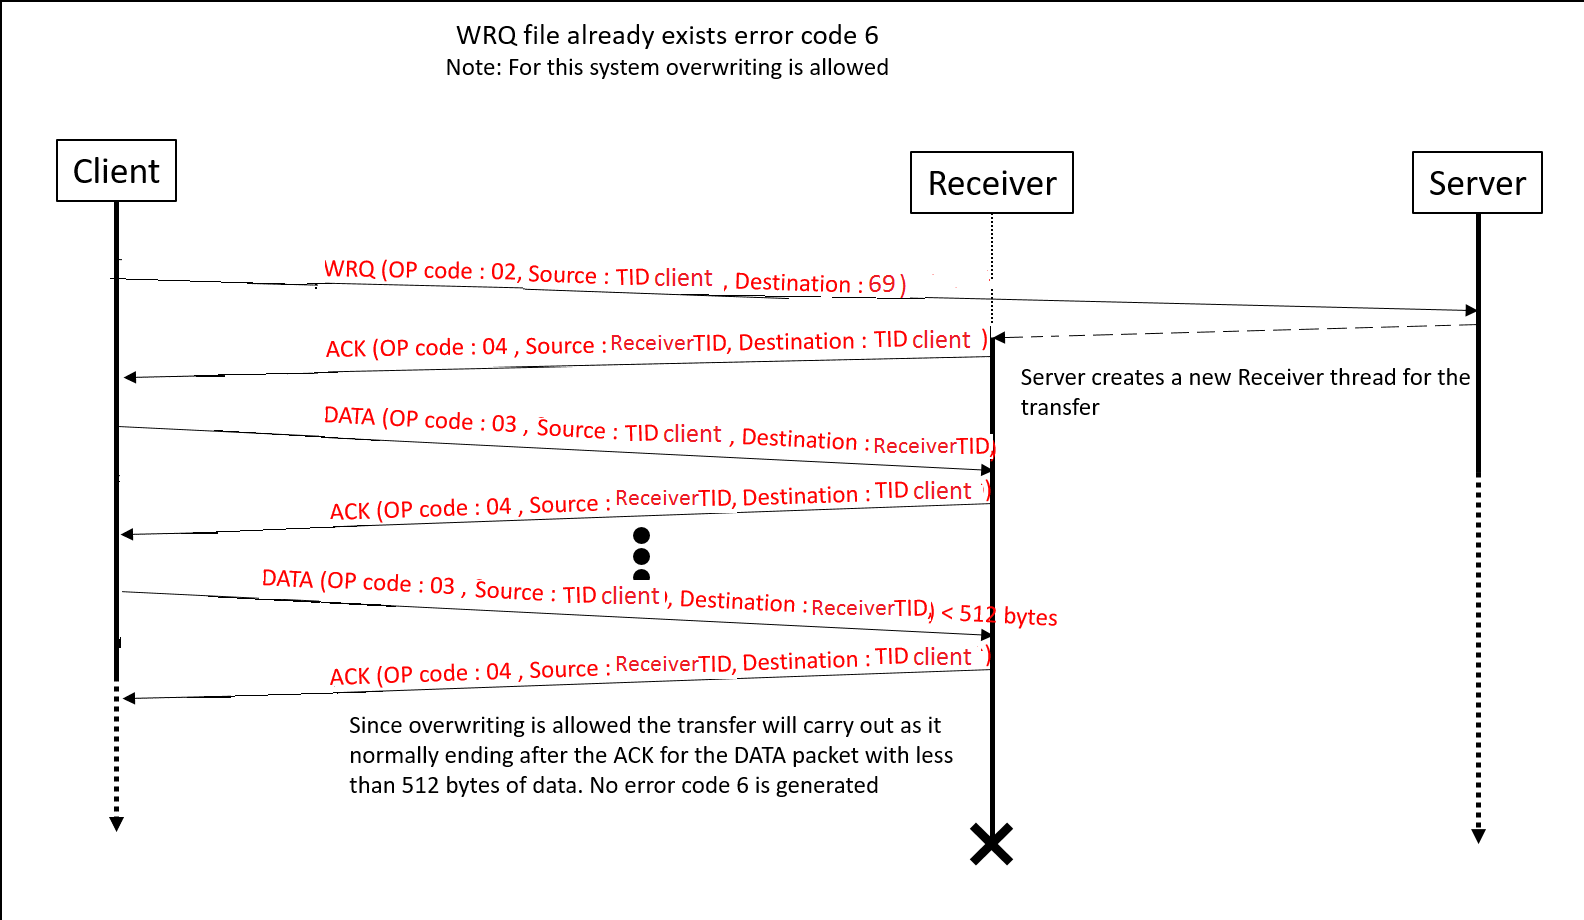 WRQ file already exists error code 6
Note: For this system overwriting is allowed
Client
Receiver
Server
WRQ (OP code : 02, Source : TID client , Destination : 69)
ACK (OP code : 04 , Source : ReceiverTID, Destination : TID client )
Server creates a new Receiver thread for the
transfer
DATA (OP code : 03 , Source : TID client , Destination : ReceiverTID)
ACK (OP code : 04 , Source : ReceiverTID, Destination : TID client )
DATA (OP code : 03 , Source : TID client , Destination : ReceiverTID) < 512 bytes
ACK (OP code : 04 , Source : ReceiverTID, Destination : TID client )
Since overwriting is allowed the transfer will carry out as it
normally ending after the ACK for the DATA packet with less
than 512 bytes of data. No error code 6 is generated